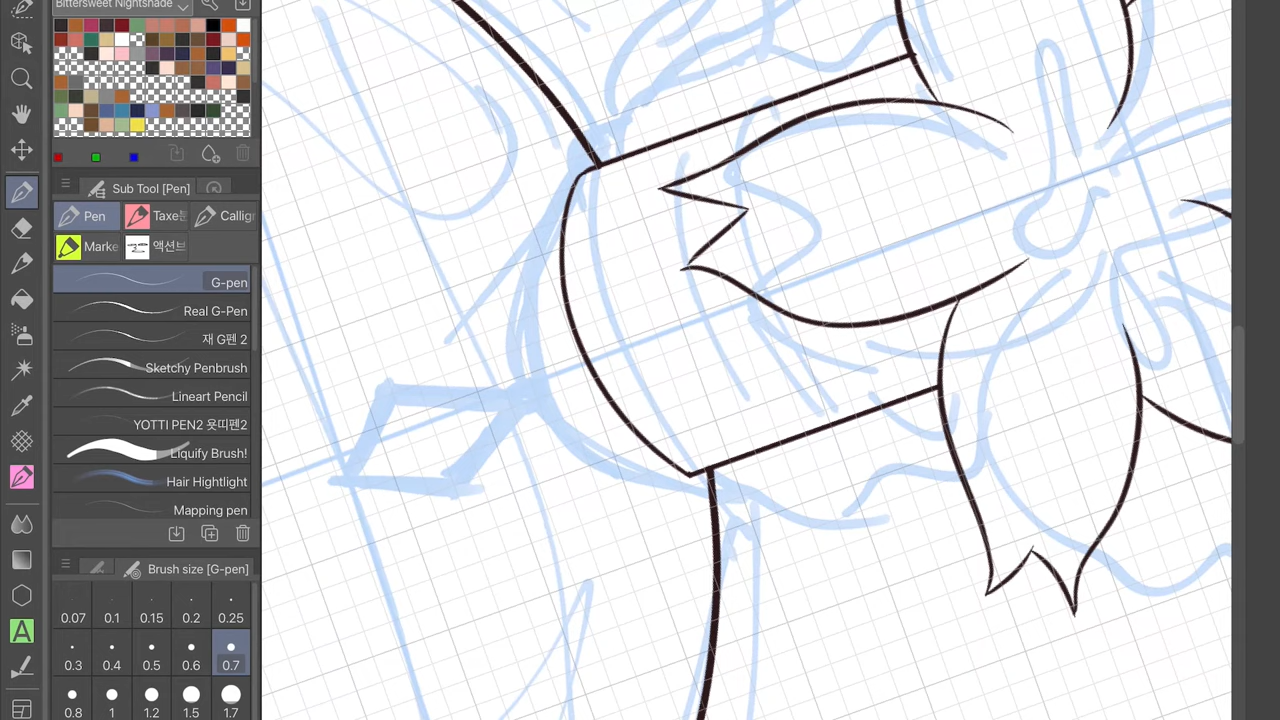 Bittersweet Nightshade
Sub Tool [Pen]
Pen
Taxe
Callig
Marke
액션브
G-pen
Real G-Pen
재 G펜 2
Sketchy Penbrush
Lineart Pencil
YOTTI PEN2 욧띠펜2
Liquify Brush!
Hair Hightlight
Mapping pen
Brush size [G-pen]
0.07 0.1 0.15 0.2 0.25
0.3 0.4 0.5 0.6 0.7
0.8 1 1.2 1.5 1.7
A